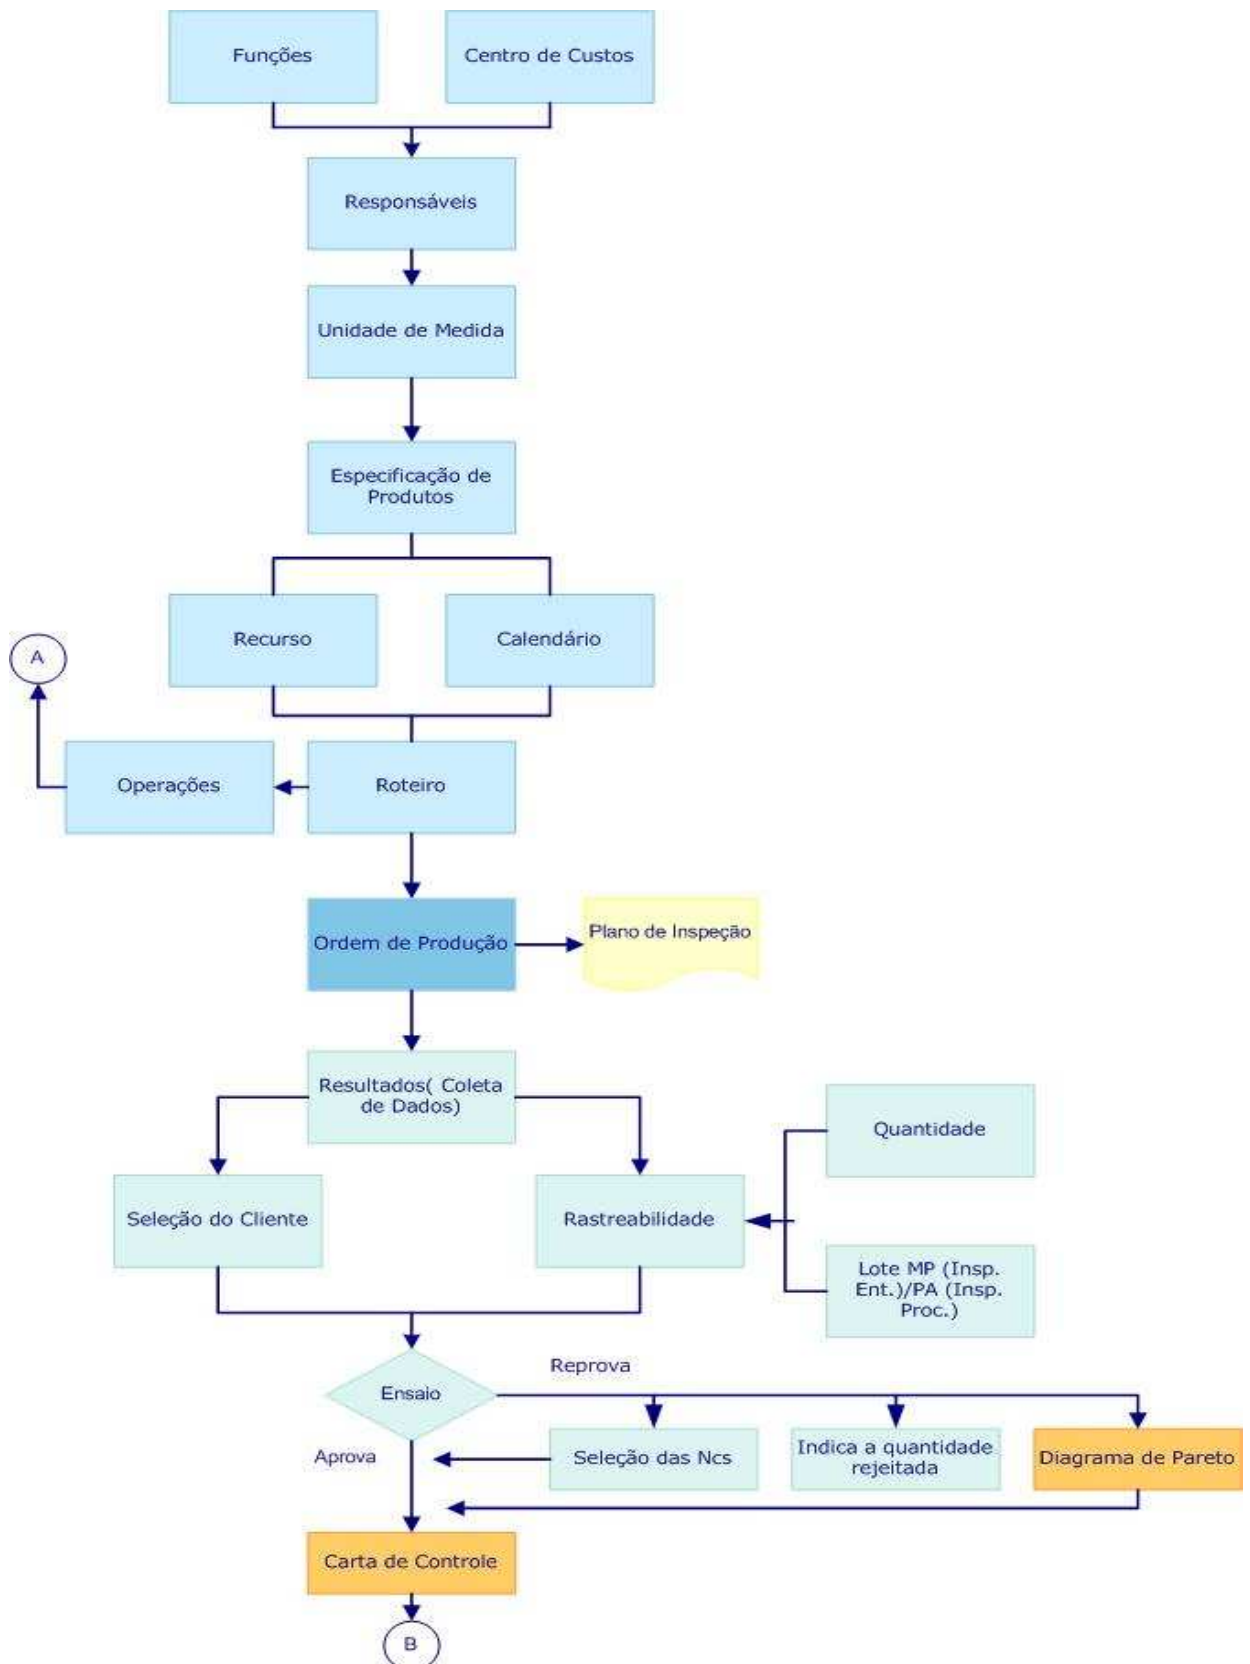 Funções
Centro de Custos
Responsáveis
Unidade de Medida
Especificação de
Produtos
Recurso
Calendário
A
Operações
Roteiro
Ordem de Produção
Plano de Inspeção
Resultados( Coleta
de Dados)
Quantidade
Seleção do Cliente
Rastreabilidade
Lote MP (Insp.
Ent.)/PA (Insp.
Proc.)
Reprova
Ensaio
Aprova
Seleção das Ncs
Indica a quantidade
rejeitada
Diagrama de Pareto
Carta de Controle
B